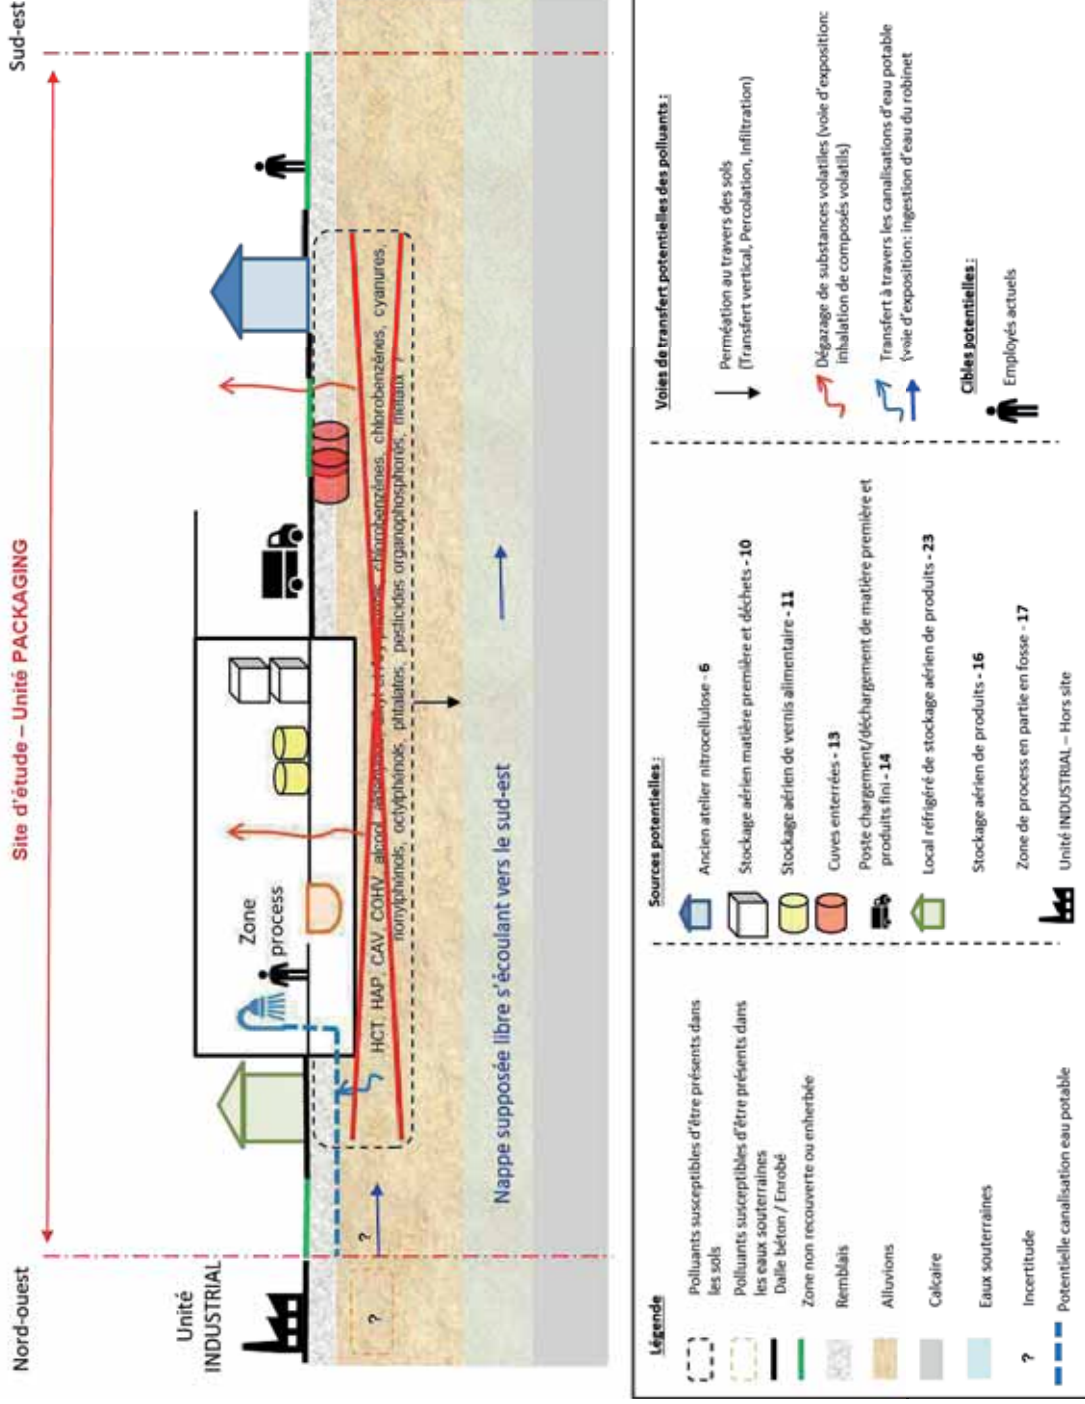 Nord-ouest
Site d'étude – Unité PACKAGING
Sud-est
Unité
INDUSTRIAL
Zone
process
?
?
HCT, HAP, CAV, COHV, alcool, chlorobenzènes, chlorobenzènes, cyanures,
nonylphénols, octylphénols, phtalates, pesticides organophosphorés, métaux ?
Nappe supposée libre s'écoulant vers le sud-est
Légende
Polluants susceptibles d'être présents dans
les sols
Polluants susceptibles d'être présents dans
les eaux souterraines
Dalle béton / Enrobé
Zone non recouverte ou enherbée
Remblais
Alluvions
Calcaire
Eaux souterraines
? Incertitude
Potentielle canalisation eau potable
Sources potentielles :
Ancien atelier nitrocellulose - 6
Stockage aérien matière première et déchets - 10
Stockage aérien de vernis alimentaire - 11
Cuves enterrées - 13
Poste chargement/déchargement de matière première et
produits fini - 14
Local réfrigéré de stockage aérien de produits - 23
Stockage aérien de produits - 16
Zone de process en partie en fosse - 17
Unité INDUSTRIAL – Hors site
Voies de transfert potentielles des polluants :
Perméation au travers des sols
(Transfert vertical, Percolation, Infiltration)
Dégazage de substances volatiles (voie d'exposition:
inhalation de composés volatils)
Transfert à travers les canalisations d'eau potable
(voie d'exposition: ingestion d'eau du robinet
Cibles potentielles :
Employés actuels